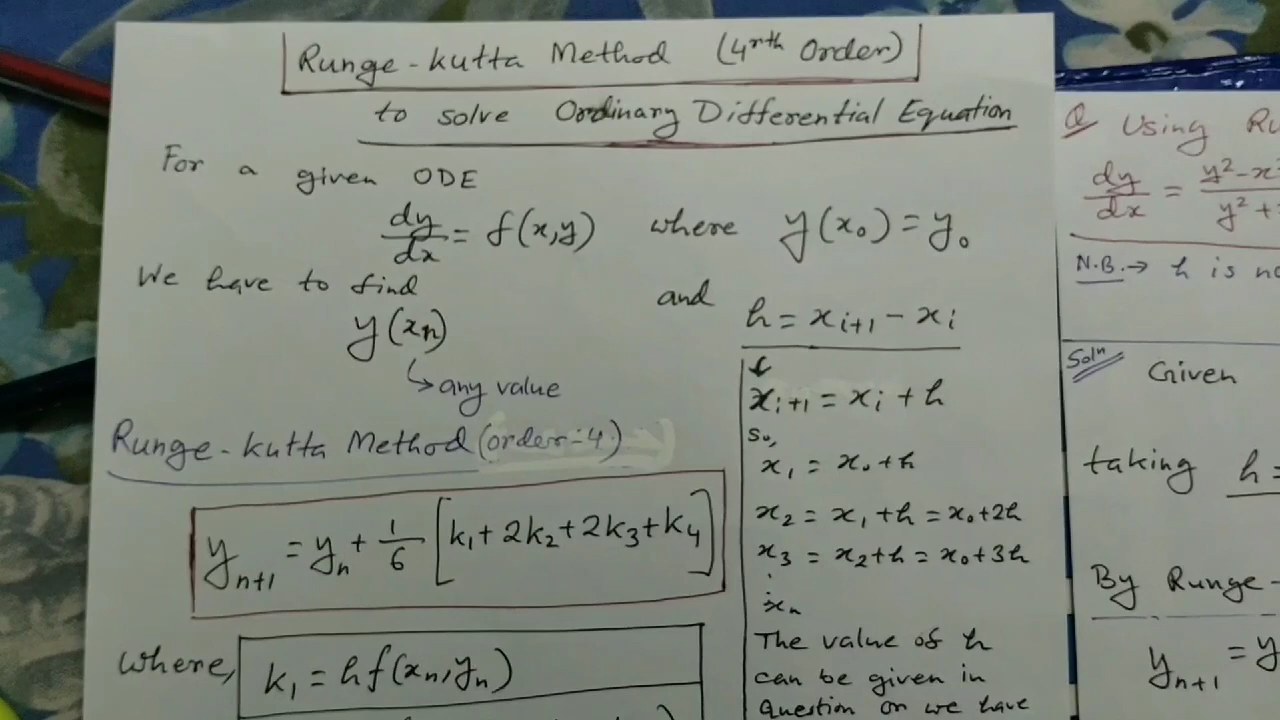 Runge-kutta Method (4rth Order)
to solve Ordinary Differential Equation
For a given ODE
dy/dx = f(x,y) where y(x₀) = y₀
We have to find
y(xₙ)
↳ any value
and
h = xᵢ₊₁ - xᵢ
xᵢ₊₁ = xᵢ + h
So,
x₁ = x₀ + h
x₂ = x₁ + h = x₀ + 2h
x₃ = x₂ + h = x₀ + 3h
xₙ
The value of h
can be given in
Question or we have
Runge-kutta Method (order=4)
yₙ₊₁ = yₙ + 1/6 [k₁ + 2k₂ + 2k₃ + k₄]
Where,
k₁ = hf(xₙ, yₙ)
Q Using
dy/dx =
N.B. → h is
Solⁿ Given
taking h =
By Runge-
yₙ₊₁ = y